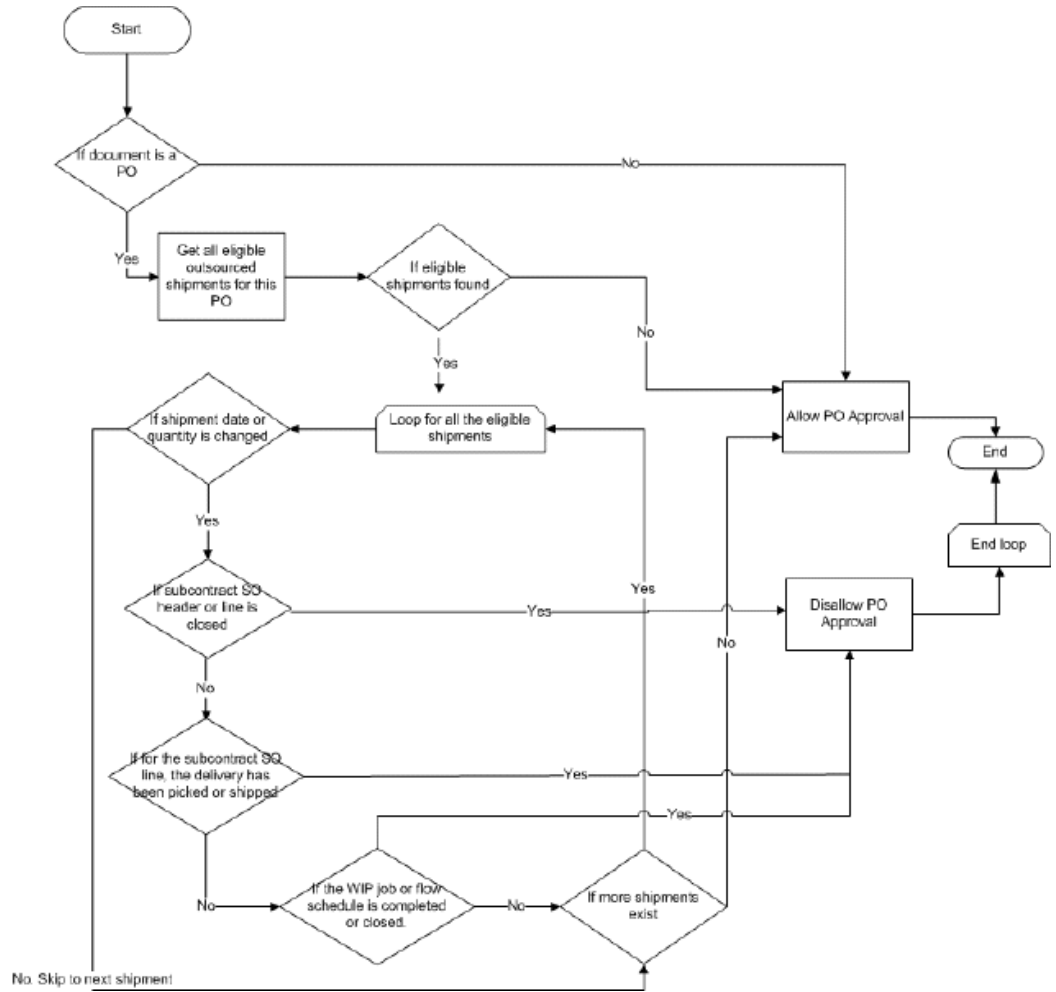 Start
If document is a
PO
No
Yes
Get all eligible
outsourced
shipments for this
PO
If eligible
shipments found
No
Yes
If shipment date or
quantity is changed
Loop for all the eligible
shipments
Allow PO Approval
End
Yes
End loop
If subcontract SO
header or line is
closed
Yes
Disallow PO
Approval
Yes
No
No
If for the subcontract SO
line, the delivery has
been picked or shipped
Yes
Yes
If the WIP job or flow
schedule is completed
or closed.
If more shipments
exist
No
No
No. Skip to next shipment